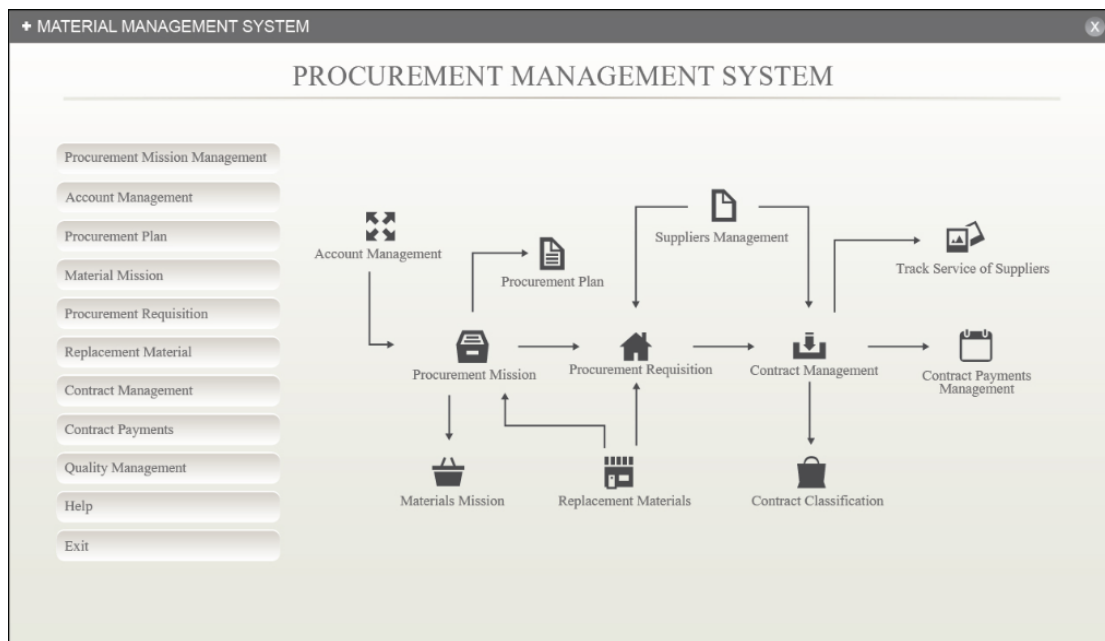 + MATERIAL MANAGEMENT SYSTEM
X
PROCUREMENT MANAGEMENT SYSTEM
Procurement Mission Management
Account Management
Procurement Plan
Material Mission
Procurement Requisition
Replacement Material
Contract Management
Contract Payments
Quality Management
Help
Exit
Suppliers Management
Account Management
Track Service of Suppliers
Procurement Plan
Procurement Mission
Procurement Requisition
Contract Management
Contract Payments
Management
Materials Mission
Replacement Materials
Contract Classification